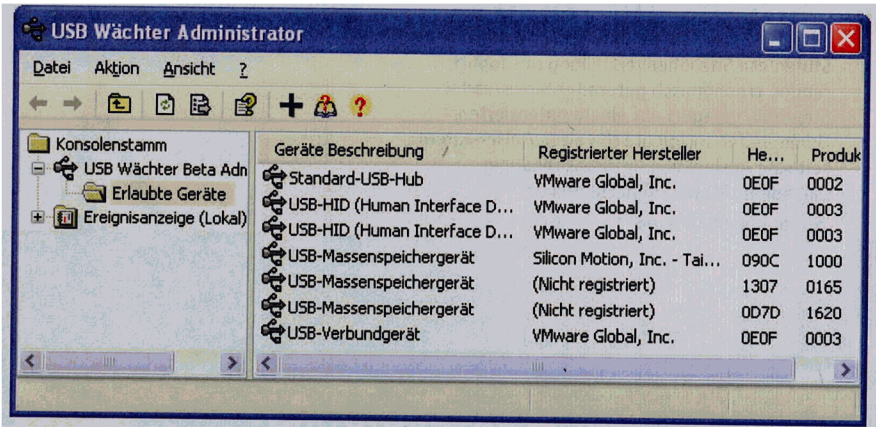 USB Wächter Administrator
Datei Aktion Ansicht ?
Konsolenstamm
USB Wächter Beta Adn
Erlaubte Geräte
Ereignisanzeige (Lokal)
Geräte Beschreibung Registrierter Hersteller He... Produk
Standard-USB-Hub VMware Global, Inc. 0E0F 0002
USB-HID (Human Interface D... VMware Global, Inc. 0E0F 0003
USB-HID (Human Interface D... VMware Global, Inc. 0E0F 0003
USB-Massenspeichergerät Silicon Motion, Inc. - Tai... 090C 1000
USB-Massenspeichergerät (Nicht registriert) 1307 0165
USB-Massenspeichergerät (Nicht registriert) 0D7D 1620
USB-Verbundgerät VMware Global, Inc. 0E0F 0003